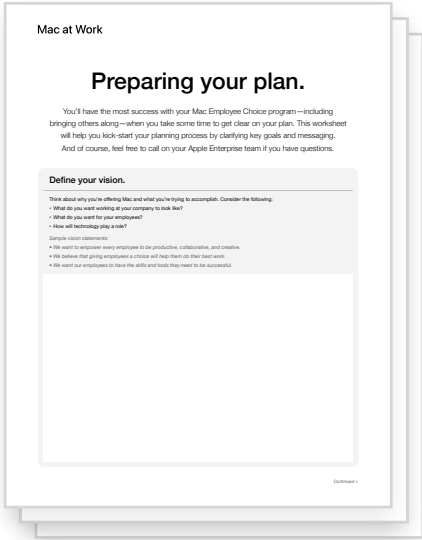 Mac at Work
Preparing your plan.
You'll have the most success with your Mac Employee Choice program—including
bringing others along—when you take some time to get clear on your plan. This worksheet
will help you kick-start your planning process by clarifying key goals and messaging.
And of course, feel free to call on your Apple Enterprise team if you have questions.
Define your vision.
Think about why you're offering Mac and what you're trying to accomplish. Consider the following:
• What do you want working at your company to look like?
• What do you want for your employees?
• How will technology play a role?
Sample vision statements:
• We want to empower every employee to be productive, collaborative, and creative.
• We believe that giving employees a choice will help them do their best work.
• We want our employees to have the skills and tools they need to be successful.
Continued >